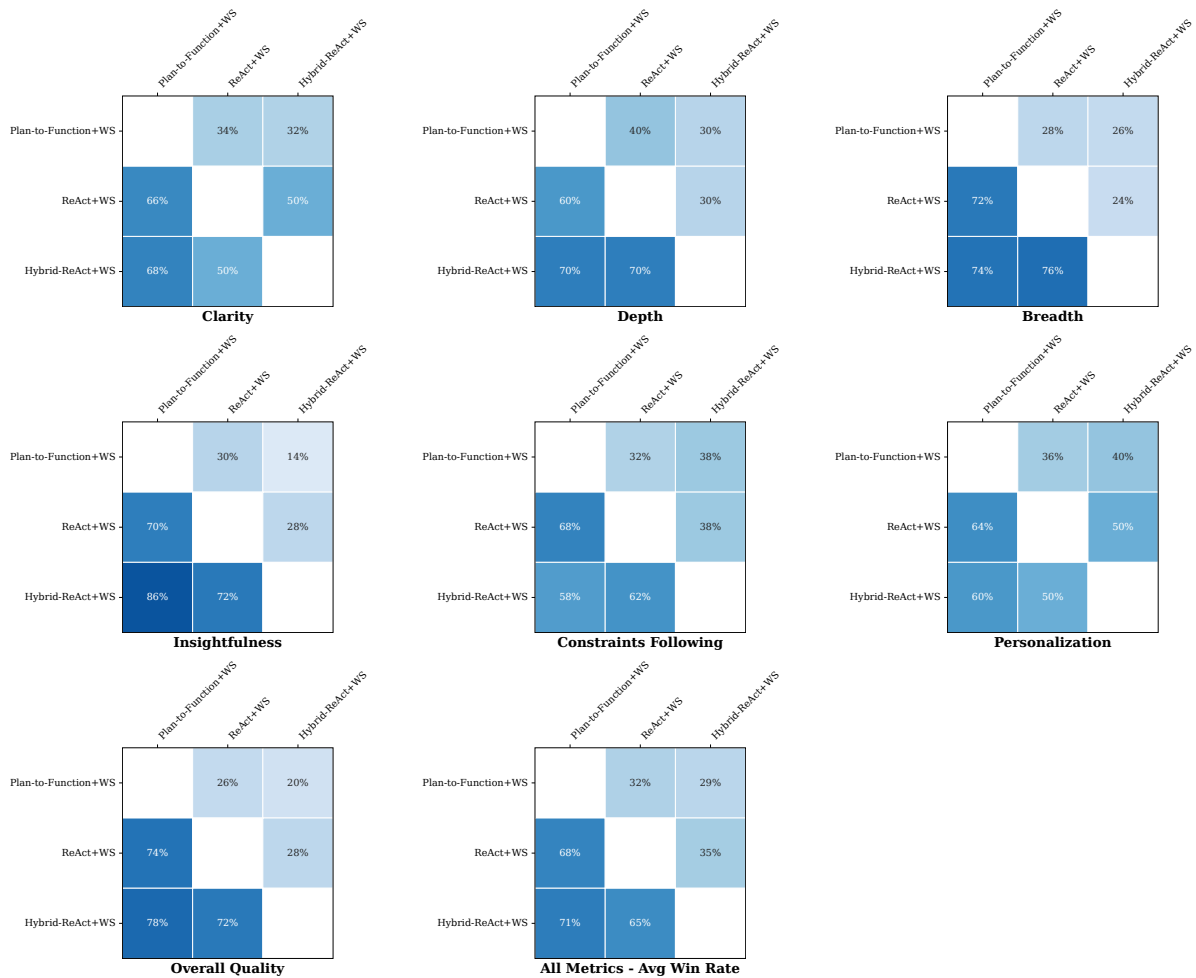 Plan-to-Function+WS
ReAct+WS
Hybrid-ReAct+WS
Plan-to-Function+WS
34%
32%
ReAct+WS
66%
50%
Hybrid-ReAct+WS
68%
50%
Clarity
Plan-to-Function+WS
ReAct+WS
Hybrid-ReAct+WS
Plan-to-Function+WS
40%
30%
ReAct+WS
60%
30%
Hybrid-ReAct+WS
70%
70%
Depth
Plan-to-Function+WS
ReAct+WS
Hybrid-ReAct+WS
Plan-to-Function+WS
28%
26%
ReAct+WS
72%
24%
Hybrid-ReAct+WS
74%
76%
Breadth
Plan-to-Function+WS
ReAct+WS
Hybrid-ReAct+WS
Plan-to-Function+WS
30%
14%
ReAct+WS
70%
28%
Hybrid-ReAct+WS
86%
72%
Insightfulness
Plan-to-Function+WS
ReAct+WS
Hybrid-ReAct+WS
Plan-to-Function+WS
32%
38%
ReAct+WS
68%
38%
Hybrid-ReAct+WS
58%
62%
Constraints Following
Plan-to-Function+WS
ReAct+WS
Hybrid-ReAct+WS
Plan-to-Function+WS
36%
40%
ReAct+WS
64%
50%
Hybrid-ReAct+WS
60%
50%
Personalization
Plan-to-Function+WS
ReAct+WS
Hybrid-ReAct+WS
Plan-to-Function+WS
26%
20%
ReAct+WS
74%
28%
Hybrid-ReAct+WS
78%
72%
Overall Quality
Plan-to-Function+WS
ReAct+WS
Hybrid-ReAct+WS
Plan-to-Function+WS
32%
29%
ReAct+WS
68%
35%
Hybrid-ReAct+WS
71%
65%
All Metrics - Avg Win Rate